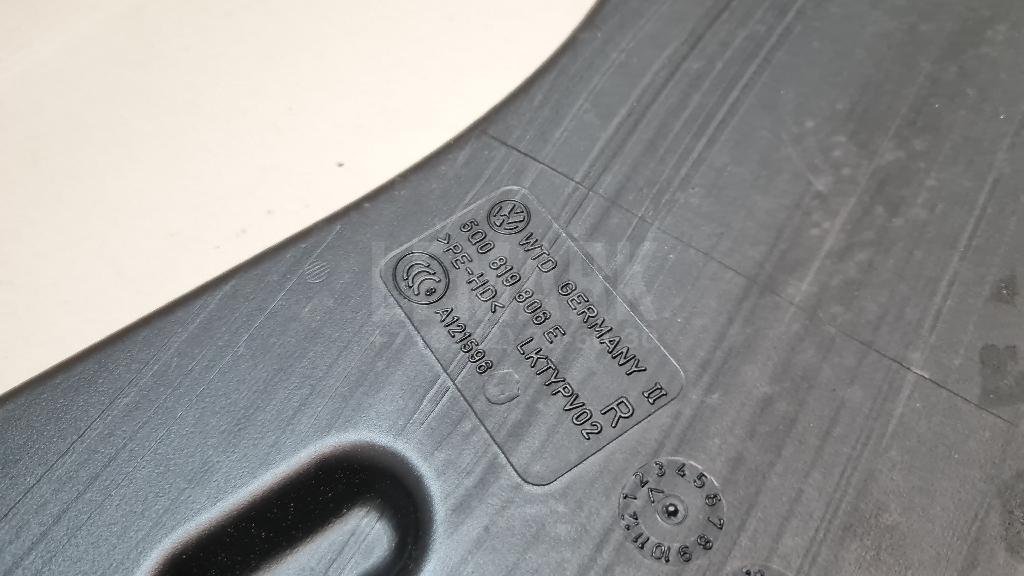 WTD GERMANY II
5Q0 819 806 E LKTYPV02 R
>PE-HD<
A121598
1 2 3 4 5 6 7 8 9 10 11 12